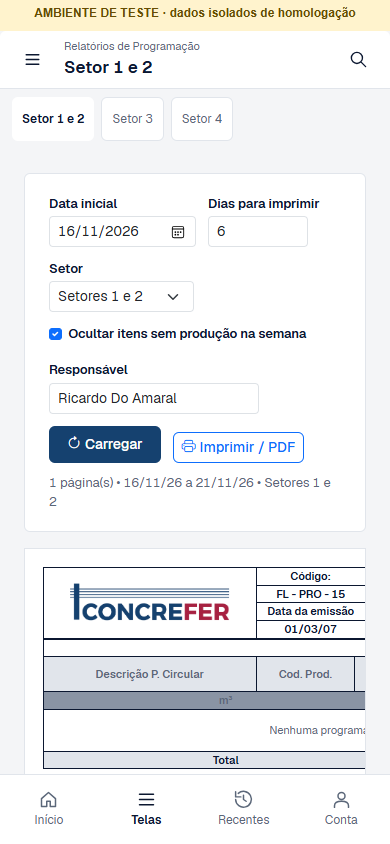 AMBIENTE DE TESTE · dados isolados de homologação
Relatórios de Programação
Setor 1 e 2
Setor 1 e 2
Setor 3
Setor 4
Data inicial
Dias para imprimir
16/11/2026
6
Setor
Setores 1 e 2
Ocultar itens sem produção na semana
Responsável
Ricardo Do Amaral
Carregar
Imprimir / PDF
1 página(s) • 16/11/26 a 21/11/26 • Setores 1 e
2
CONCREFER
Código:
FL - PRO - 15
Data da emissão
01/03/07
Descrição P. Circular
Cod. Prod.
m³
Nenhuma programa
Total
Início
Telas
Recentes
Conta